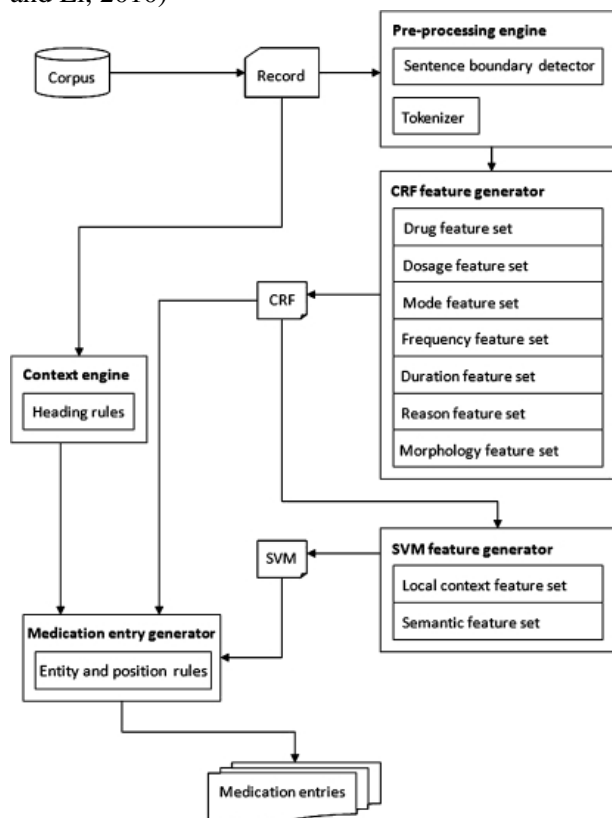 and Li, 2010)
Corpus
Record
Pre-processing engine
Sentence boundary detector
Tokenizer
CRF feature generator
Drug feature set
Dosage feature set
Mode feature set
Frequency feature set
Duration feature set
Reason feature set
Morphology feature set
CRF
Context engine
Heading rules
SVM feature generator
Local context feature set
Semantic feature set
SVM
Medication entry generator
Entity and position rules
Medication entries